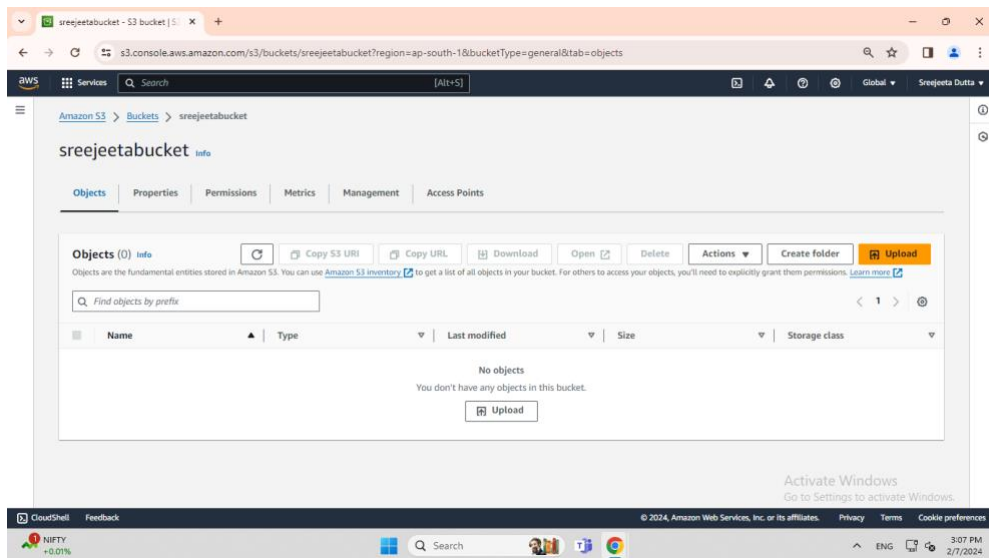 sreejeetabucket - S3 bucket | S
s3.console.aws.amazon.com/s3/buckets/sreejeetabucket?region=ap-south-1&bucketType=general&tab=objects
aws Services Search [Alt+S] Global Sreejeeta Dutta
Amazon S3 > Buckets > sreejeetabucket
sreejeetabucket Info
Objects Properties Permissions Metrics Management Access Points
Objects (0) Info Copy S3 URI Copy URL Download Open Delete Actions Create folder Upload
Objects are the fundamental entities stored in Amazon S3. You can use Amazon S3 inventory to get a list of all objects in your bucket. For others to access your objects, you'll need to explicitly grant them permissions. Learn more
Find objects by prefix < 1 >
Name Type Last modified Size Storage class
No objects
You don't have any objects in this bucket.
Upload
Activate Windows
Go to Settings to activate Windows.
CloudShell Feedback © 2024, Amazon Web Services, Inc. or its affiliates. Privacy Terms Cookie preferences
1 NIFTY Search ENG 3:07 PM
+0.01% 2/7/2024